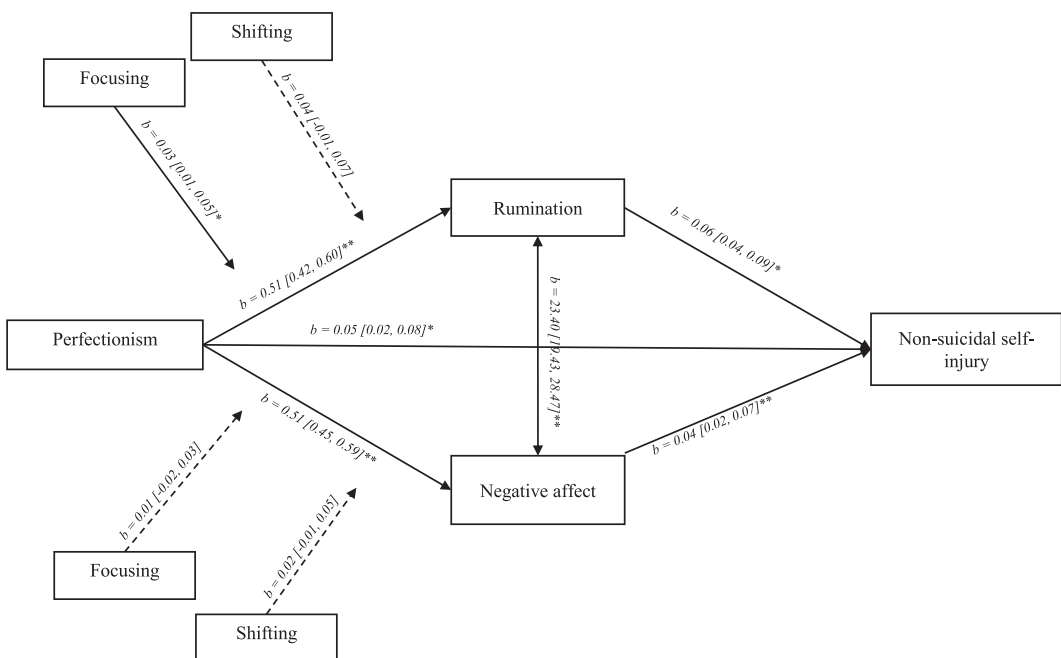 Shifting
Focusing
b = 0.04 [-0.01, 0.07]
b = 0.03 [0.01, 0.05]*
Rumination
b = 0.06 [0.04, 0.09]*
b = 0.51 [0.42, 0.60]**
b = 23.40 [19.43, 28.47]**
Perfectionism
b = 0.05 [0.02, 0.08]*
Non-suicidal self-
injury
b = 0.51 [0.45, 0.59]**
b = 0.04 [0.02, 0.07]**
Negative affect
b = 0.01 [-0.02, 0.03]
b = 0.02 [-0.01, 0.05]
Focusing
Shifting